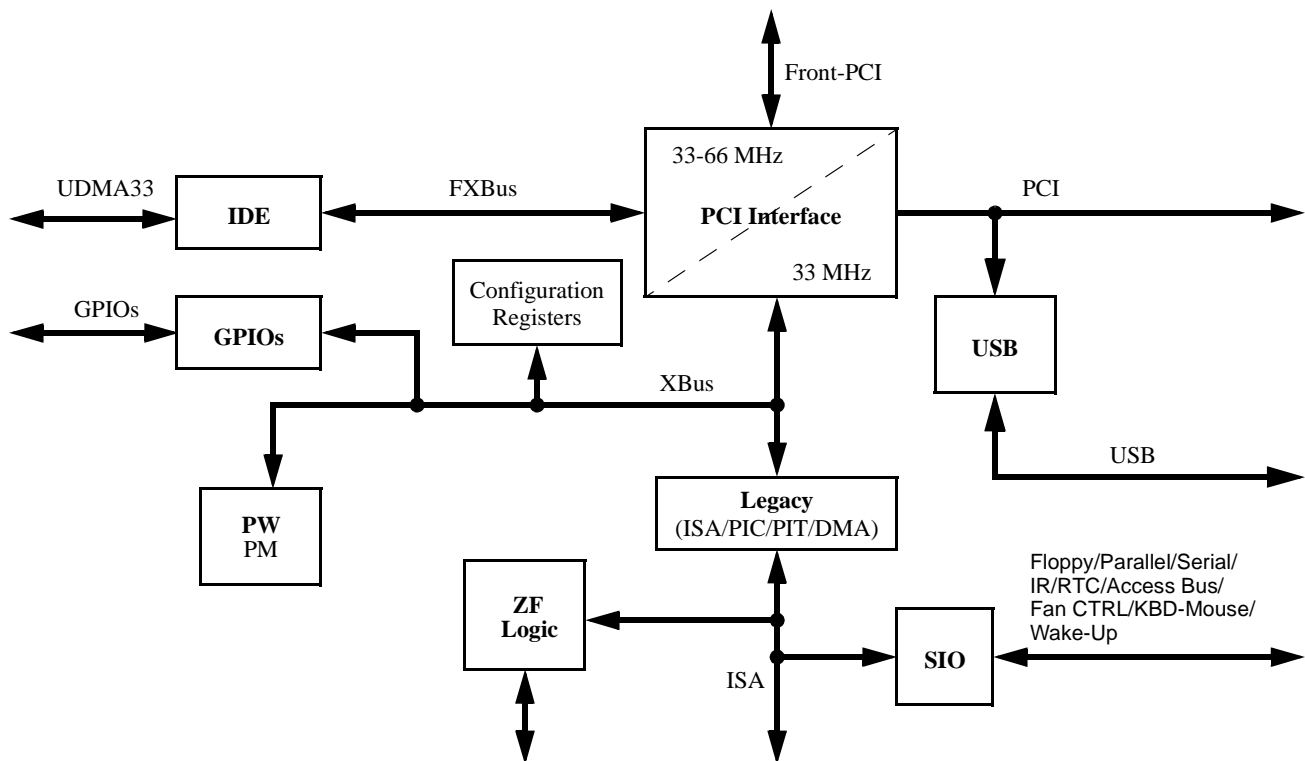 Front-PCI
33-66 MHz
UDMA33
FXBus
PCI
IDE
PCI Interface
33 MHz
Configuration
Registers
GPIOs
GPIOs
USB
XBus
USB
Legacy
(ISA/PIC/PIT/DMA)
PW
PM
Floppy/Parallel/Serial/
IR/RTC/Access Bus/
Fan CTRL/KBD-Mouse/
Wake-Up
ZF
Logic
SIO
ISA